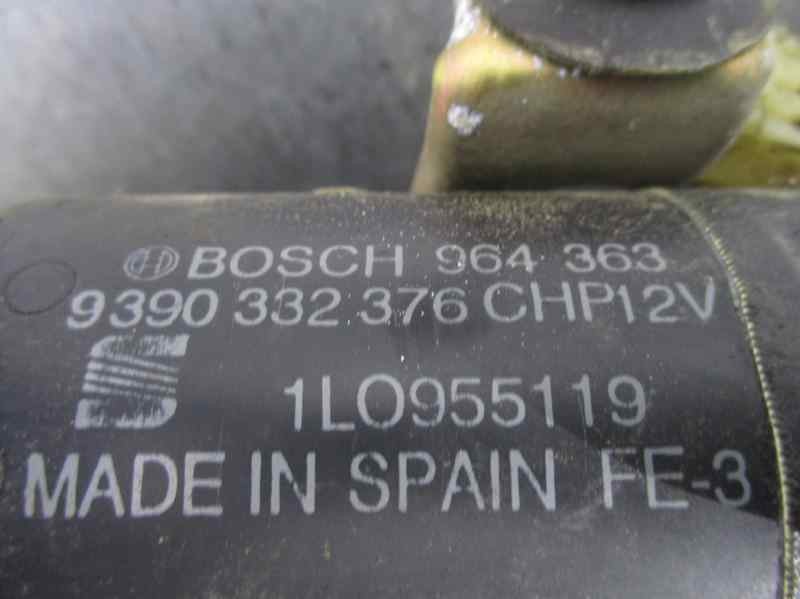 BOSCH 964 363
9390 332 376 CHP12V
1L0955119
MADE IN SPAIN FE-3